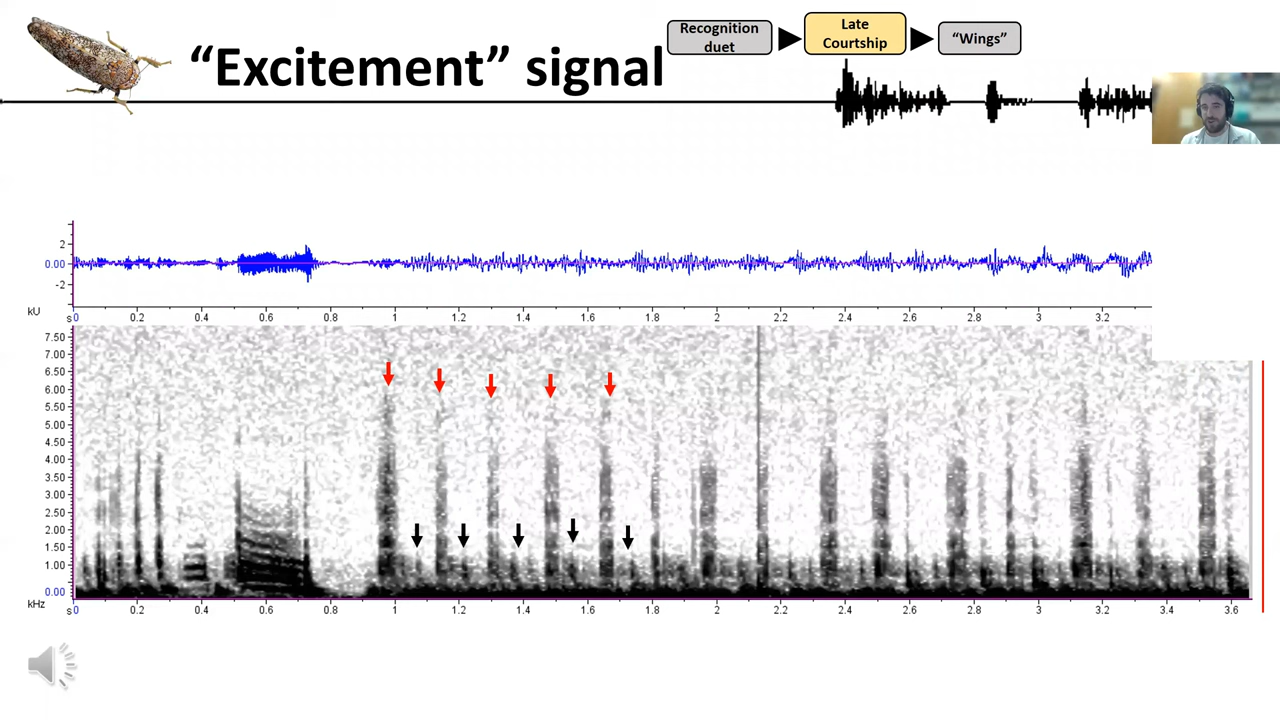 “Excitement” signal
Recognition
duet
Late
Courtship
“Wings”
2
0.00
-2
kU
s 0 0.2 0.4 0.6 0.8 1 1.2 1.4 1.6 1.8 2 2.2 2.4 2.6 2.8 3 3.2
7.50
7.00
6.50
6.00
5.50
5.00
4.50
4.00
3.50
3.00
2.50
2.00
1.50
1.00
0.00
kHz
s 0 0.2 0.4 0.6 0.8 1 1.2 1.4 1.6 1.8 2 2.2 2.4 2.6 2.8 3 3.2 3.4 3.6